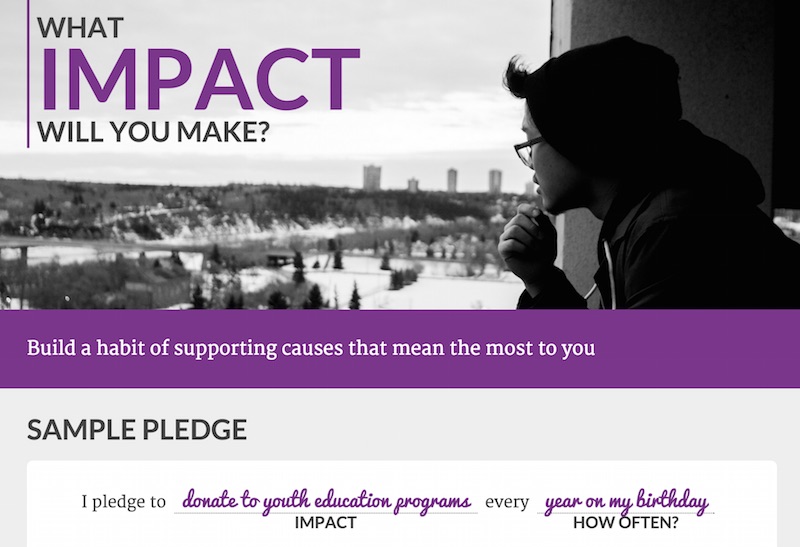 WHAT
IMPACT
WILL YOU MAKE?
Build a habit of supporting causes that mean the most to you
SAMPLE PLEDGE
I pledge to donate to youth education programs every year on my birthday
IMPACT HOW OFTEN?